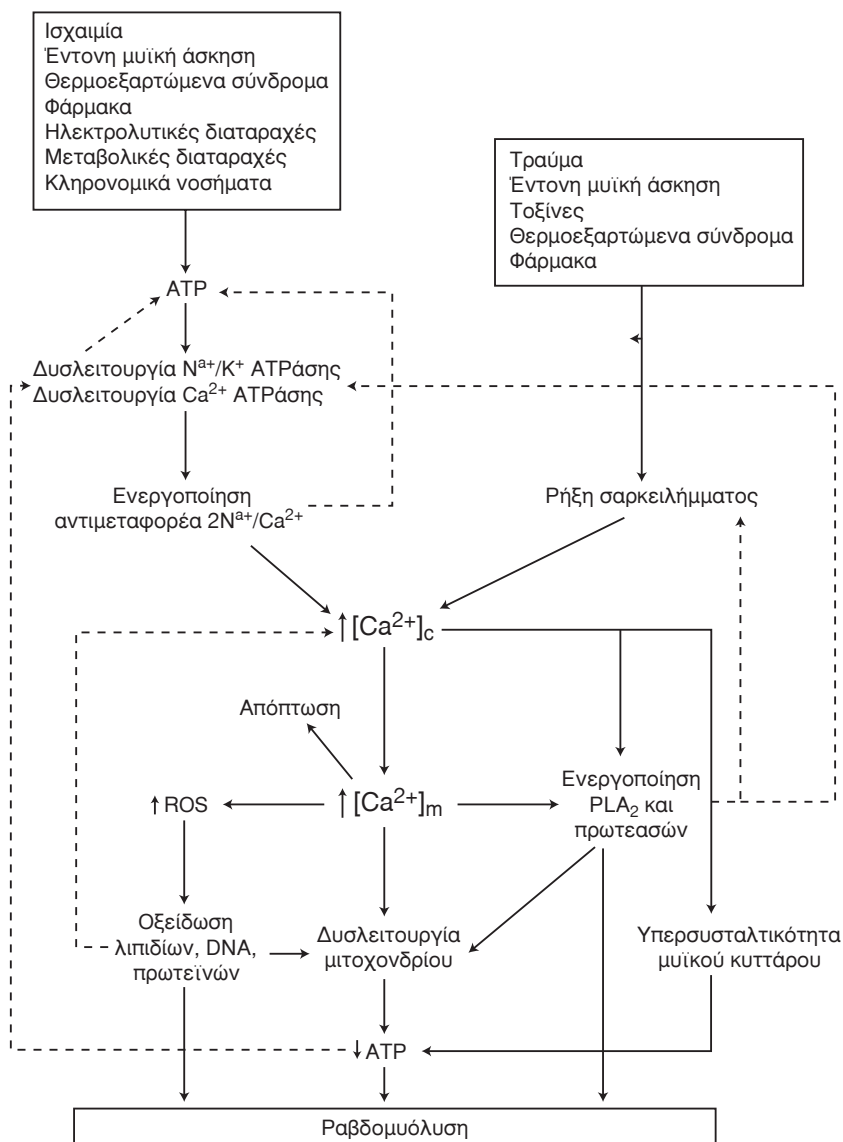 Ισχαιμία
Έντονη μυϊκή άσκηση
Θερμοεξαρτώμενα σύνδρομα
Φάρμακα
Ηλεκτρολυτικές διαταραχές
Μεταβολικές διαταραχές
Κληρονομικά νοσήματα
Τραύμα
Έντονη μυϊκή άσκηση
Τοξίνες
Θερμοεξαρτώμενα σύνδρομα
Φάρμακα
ATP
Δυσλειτουργία Nᵃ⁺/K⁺ ATPάσης
Δυσλειτουργία Ca²⁺ ATPάσης
Ενεργοποίηση
αντιμεταφορέα 2Nᵃ⁺/Ca²⁺
Ρήξη σαρκειλήμματος
↑[Ca²⁺]c
Απόπτωση
↑ROS
↑[Ca²⁺]m
Ενεργοποίηση
PLA₂ και
πρωτεασών
Οξείδωση
λιπιδίων, DNA,
πρωτεϊνών
Δυσλειτουργία
μιτοχονδρίου
Υπερσυσταλτικότητα
μυϊκού κυττάρου
↓ATP
Ραβδομυόλυση